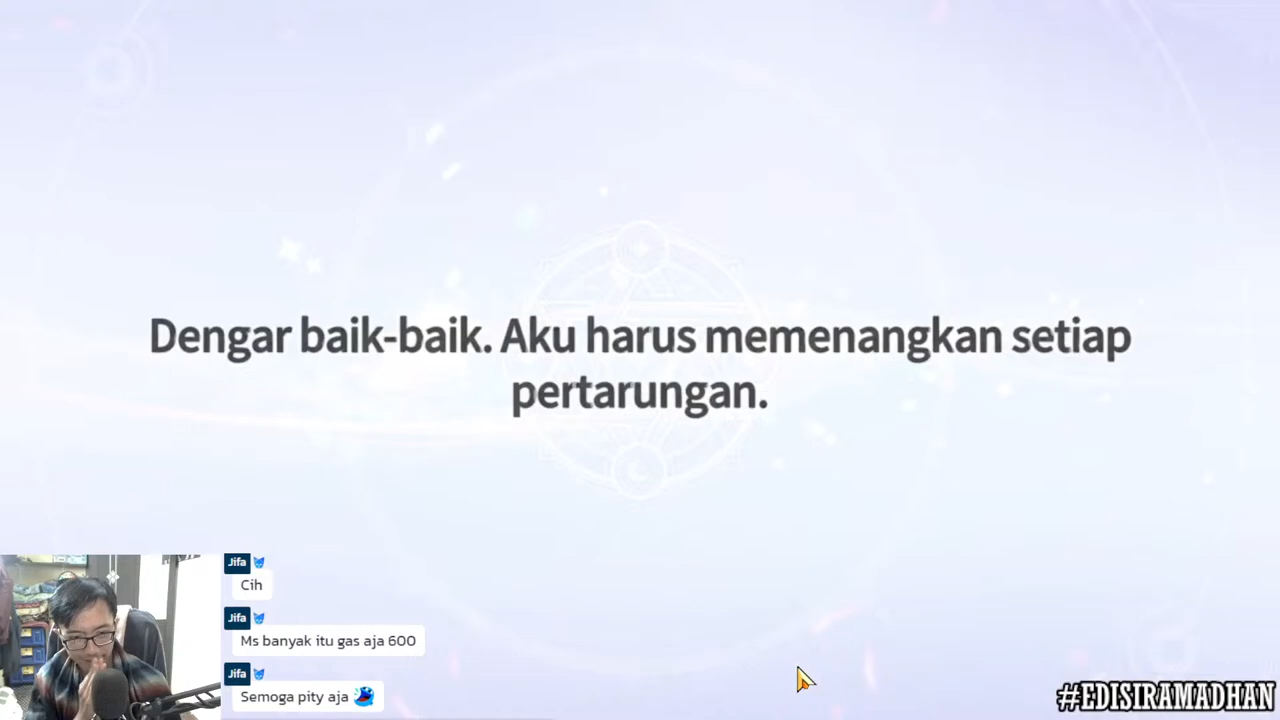 Dengar baik-baik. Aku harus memenangkan setiap
pertarungan.
Jifa
Cih
Jifa
Ms banyak itu gas aja 600
Jifa
Semoga pity aja
#EDISIRAMADHAN